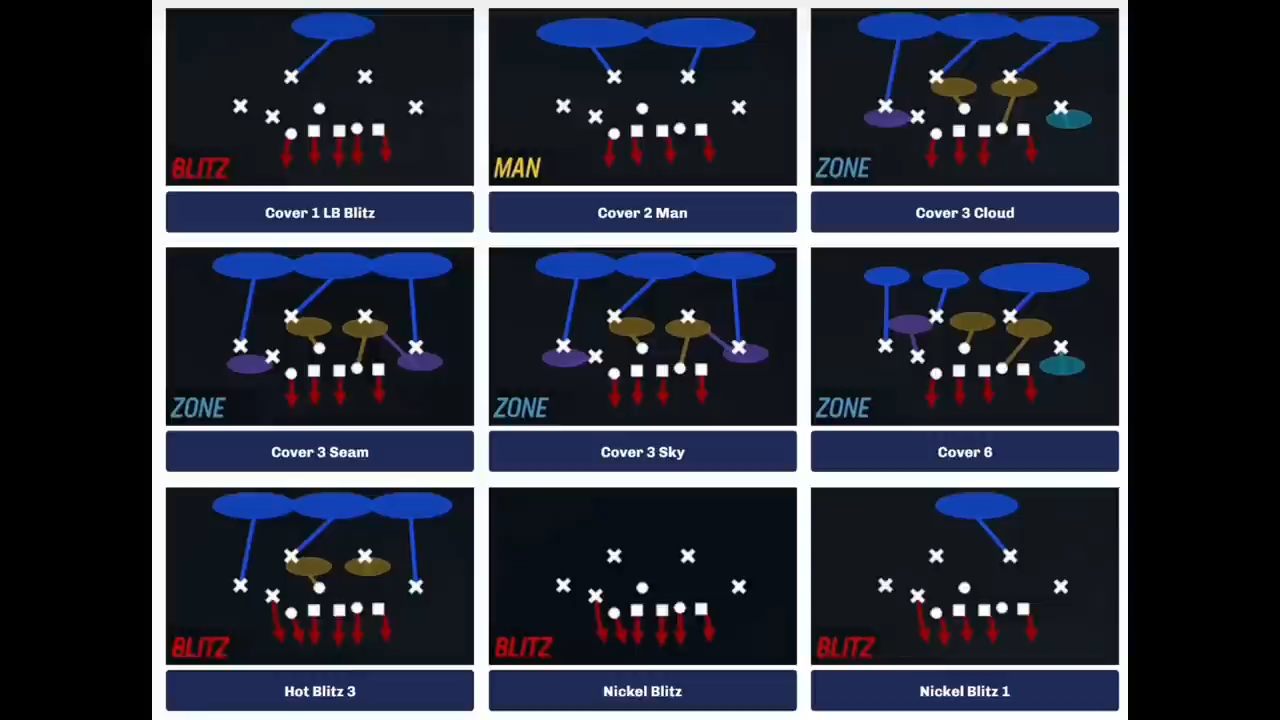 BLITZ
MAN
ZONE
Cover 1 LB Blitz
Cover 2 Man
Cover 3 Cloud
ZONE
ZONE
ZONE
Cover 3 Seam
Cover 3 Sky
Cover 6
BLITZ
BLITZ
BLITZ
Hot Blitz 3
Nickel Blitz
Nickel Blitz 1